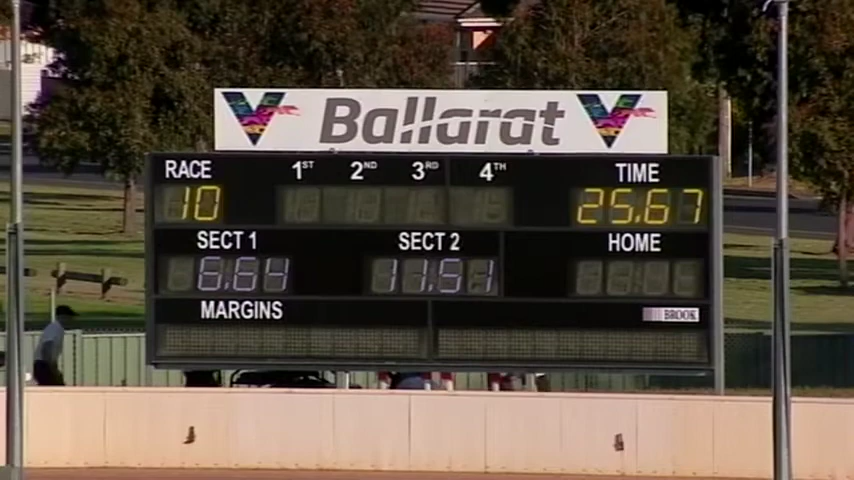 Ballarat
RACE 1ST 2ND 3RD 4TH TIME
10 25.67
SECT 1 SECT 2 HOME
6.64 11.51
MARGINS BROOK